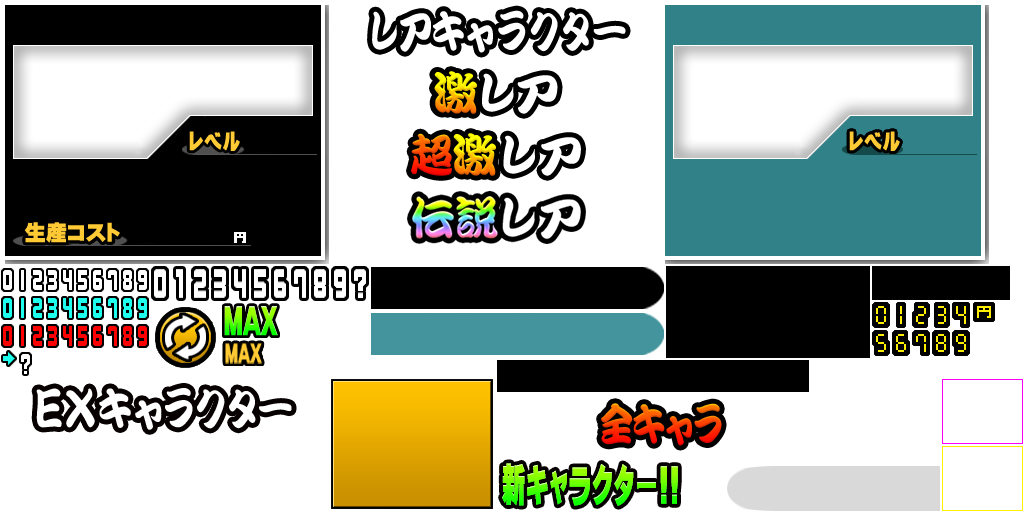 レアキャラクター
激レア
超激レア
伝説レア
レベル
レベル
生産コスト
円
0123456789
0123456789?
0123456789
0123456789
MAX
MAX
01234円
56789
?
EXキャラクター
全キャラ
新キャラクター!!